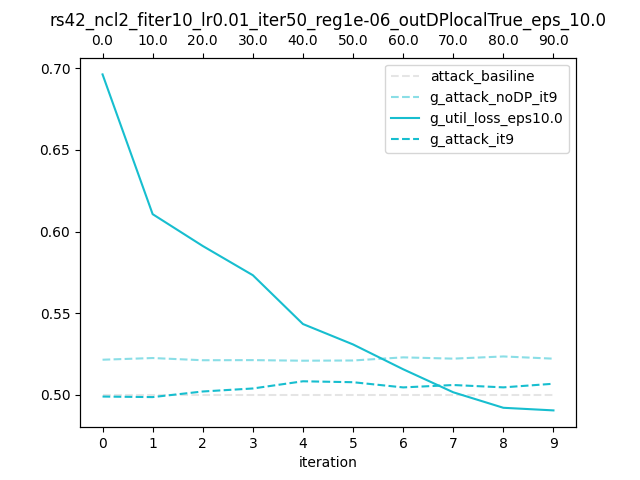 rs42_ncl2_fiter10_lr0.01_iter50_reg1e-06_outDPlocalTrue_eps_10.0
0.0 10.0 20.0 30.0 40.0 50.0 60.0 70.0 80.0 90.0
attack_basiline
g_attack_noDP_it9
g_util_loss_eps10.0
g_attack_it9
0.70
0.65
0.60
0.55
0.50
0 1 2 3 4 5 6 7 8 9
iteration